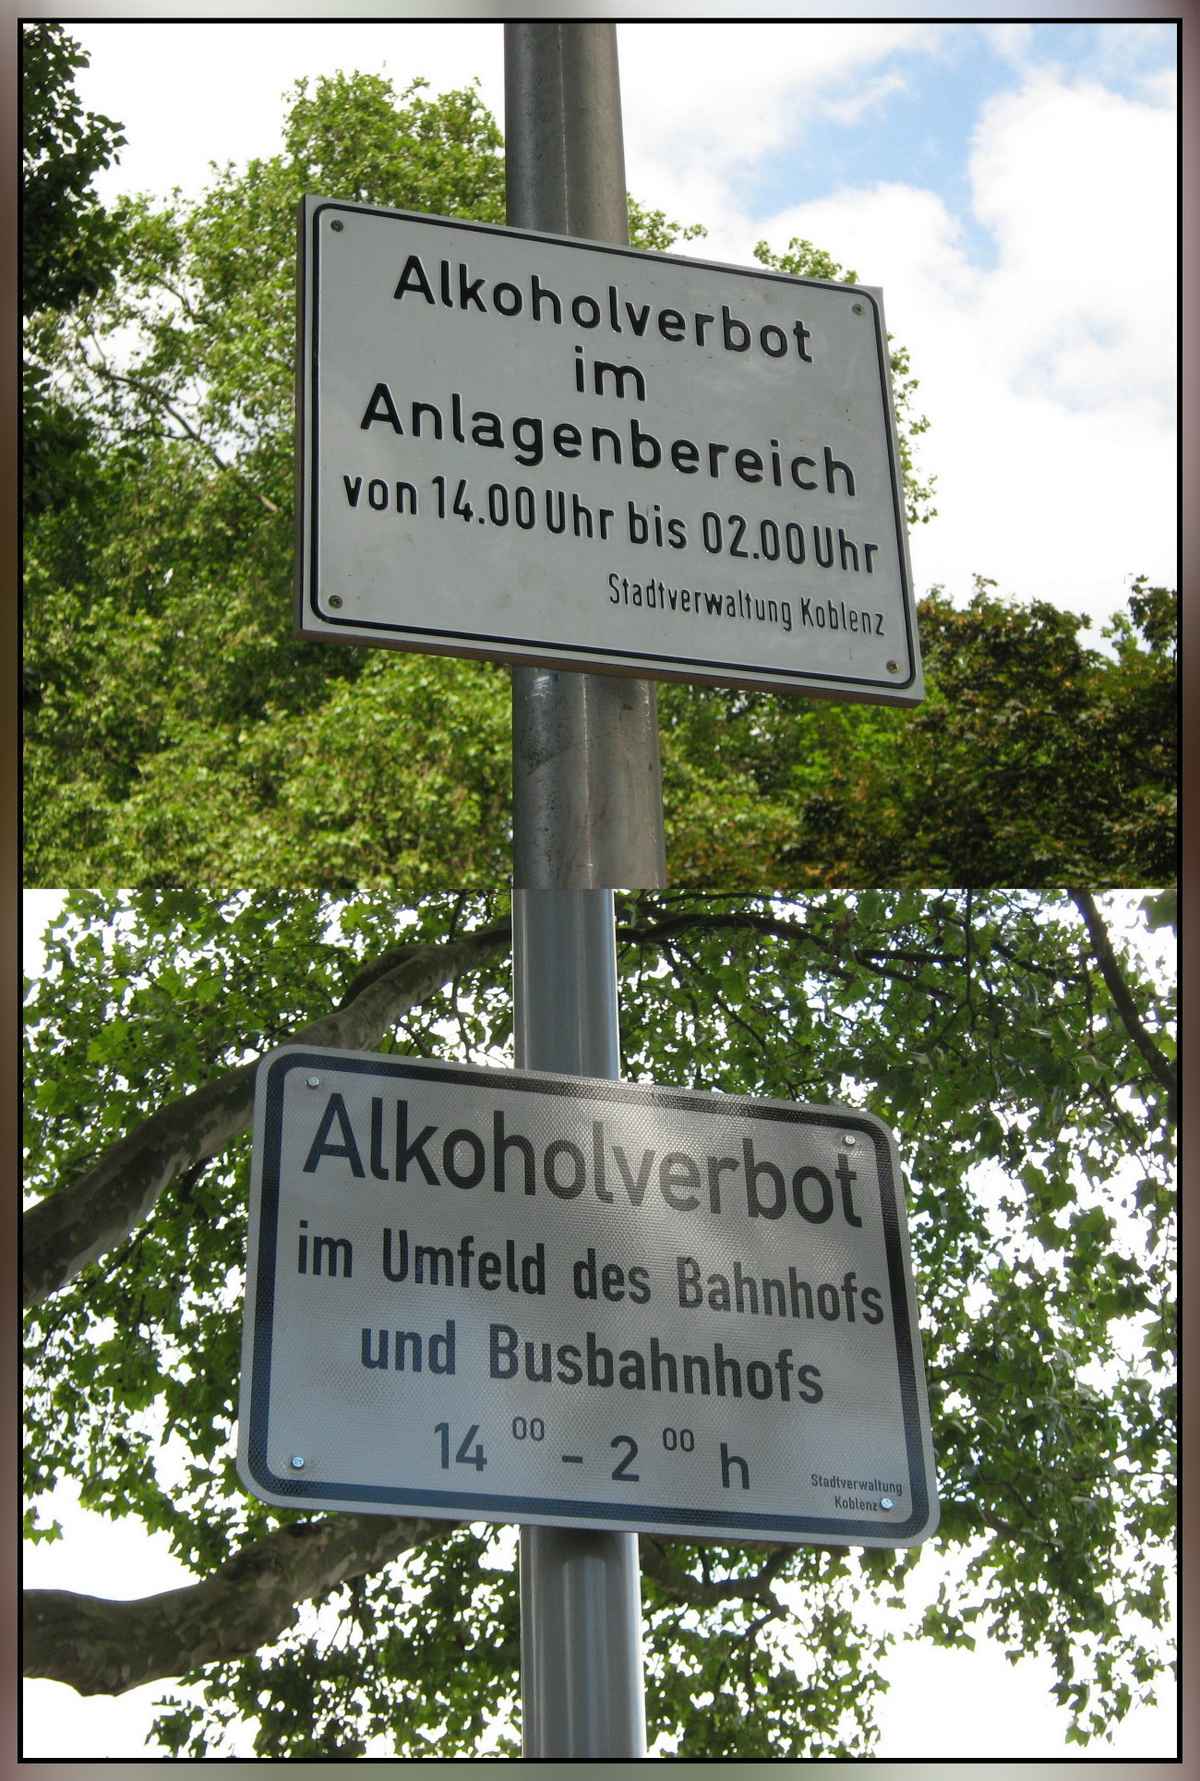 Alkoholverbot
im
Anlagenbereich
von 14.00 Uhr bis 02.00 Uhr
Stadtverwaltung Koblenz
Alkoholverbot
im Umfeld des Bahnhofs
und Busbahnhofs
14 00 - 2 00 h
Stadtverwaltung
Koblenz